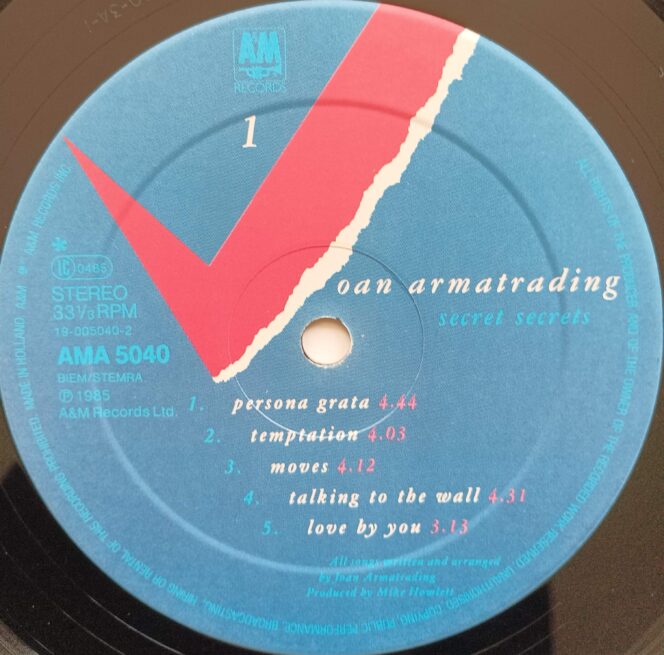 A&M
RECORDS
1
oan armatrading
secret secrets
*
1C 0485
STEREO
33⅓ RPM
19-005040-2
AMA 5040
BIEM/STEMRA
℗ 1985
A&M Records Ltd.
1. persona grata 4.44
2. temptation 4.03
3. moves 4.12
4. talking to the wall 4.31
5. love by you 3.13
All songs written and arranged
by Joan Armatrading
Produced by Mike Howlett
ALL RIGHTS OF THE PRODUCER AND OF THE OWNER OF THE RECORDED WORK RESERVED. UNAUTHORISED COPYING, PUBLIC PERFORMANCE, BROADCASTING, HIRING OR RENTAL OF THIS RECORDING PROHIBITED. MADE IN HOLLAND. A&M ® A&M RECORDS INC.